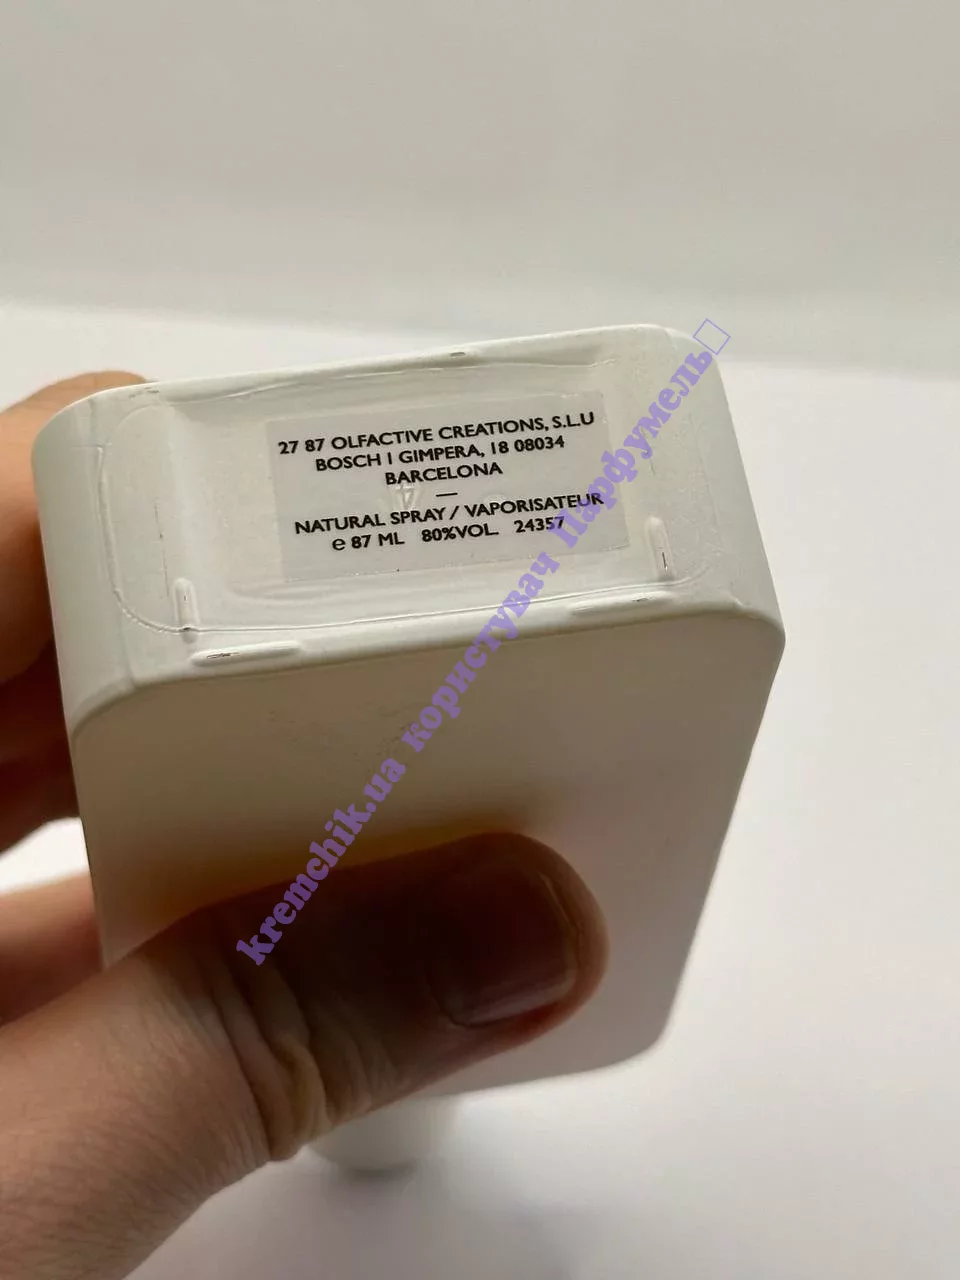 27 87 OLFACTIVE CREATIONS, S.L.U
BOSCH I GIMPERA, 18 08034
BARCELONA
—
NATURAL SPRAY / VAPORISATEUR
e 87 ML 80%VOL. 24357
kremchik.ua користувач Парфумель